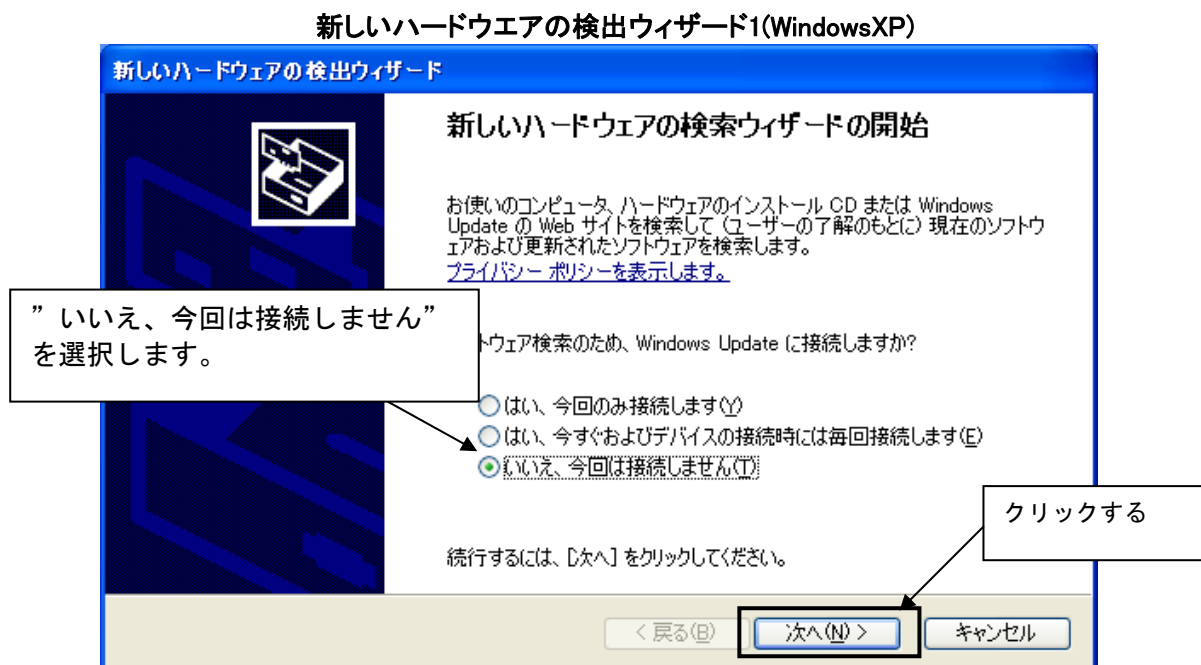 新しいハードウエアの検出ウィザード1(WindowsXP)
新しいハードウェアの検出ウィザード
新しいハードウェアの検索ウィザードの開始
お使いのコンピュータ、ハードウェアのインストール CD または Windows
Update の Web サイトを検索して (ユーザーの了解のもとに) 現在のソフトウ
ェアおよび更新されたソフトウェアを検索します。
プライバシー ポリシーを表示します。
”いいえ、今回は接続しません”
を選択します。
トウェア検索のため、Windows Update に接続しますか?
はい、今回のみ接続します(Y)
はい、今すぐおよびデバイスの接続時には毎回接続します(E)
いいえ、今回は接続しません(T)
クリックする
続行するには、[次へ] をクリックしてください。
< 戻る(B)
次へ(N) >
キャンセル